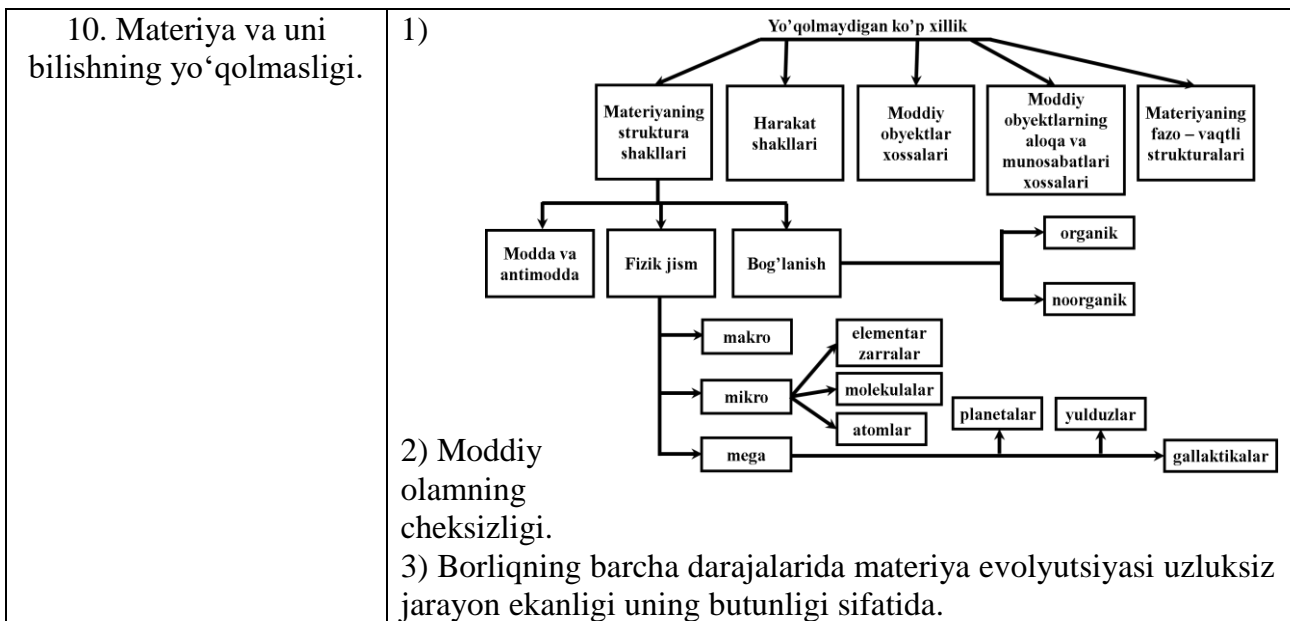 10. Materiya va uni
bilishning yo‘qolmasligi.
1)
Yo’qolmaydigan ko’p xillik
Materiyaning
struktura
shakllari
Harakat
shakllari
Moddiy
obyektlar
xossalari
Moddiy
obyektlarning
aloqa va
munosabatlari
xossalari
Materiyaning
fazo – vaqtli
strukturalari
Modda va
antimodda
Fizik jism
Bog’lanish
organik
noorganik
makro
mikro
mega
elementar
zarralar
molekulalar
atomlar
planetalar
yulduzlar
gallaktikalar
2) Moddiy
olamning
cheksizligi.
3) Borliqning barcha darajalarida materiya evolyutsiyasi uzluksiz
jarayon ekanligi uning butunligi sifatida.